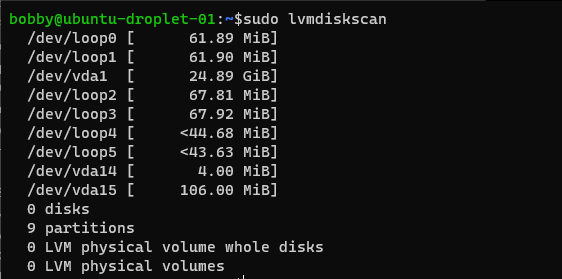 bobby@ubuntu-droplet-01:~$sudo lvmdiskscan
/dev/loop0 [ 61.89 MiB]
/dev/loop1 [ 61.90 MiB]
/dev/vda1 [ 24.89 GiB]
/dev/loop2 [ 67.81 MiB]
/dev/loop3 [ 67.92 MiB]
/dev/loop4 [ <44.68 MiB]
/dev/loop5 [ <43.63 MiB]
/dev/vda14 [ 4.00 MiB]
/dev/vda15 [ 106.00 MiB]
0 disks
9 partitions
0 LVM physical volume whole disks
0 LVM physical volumes